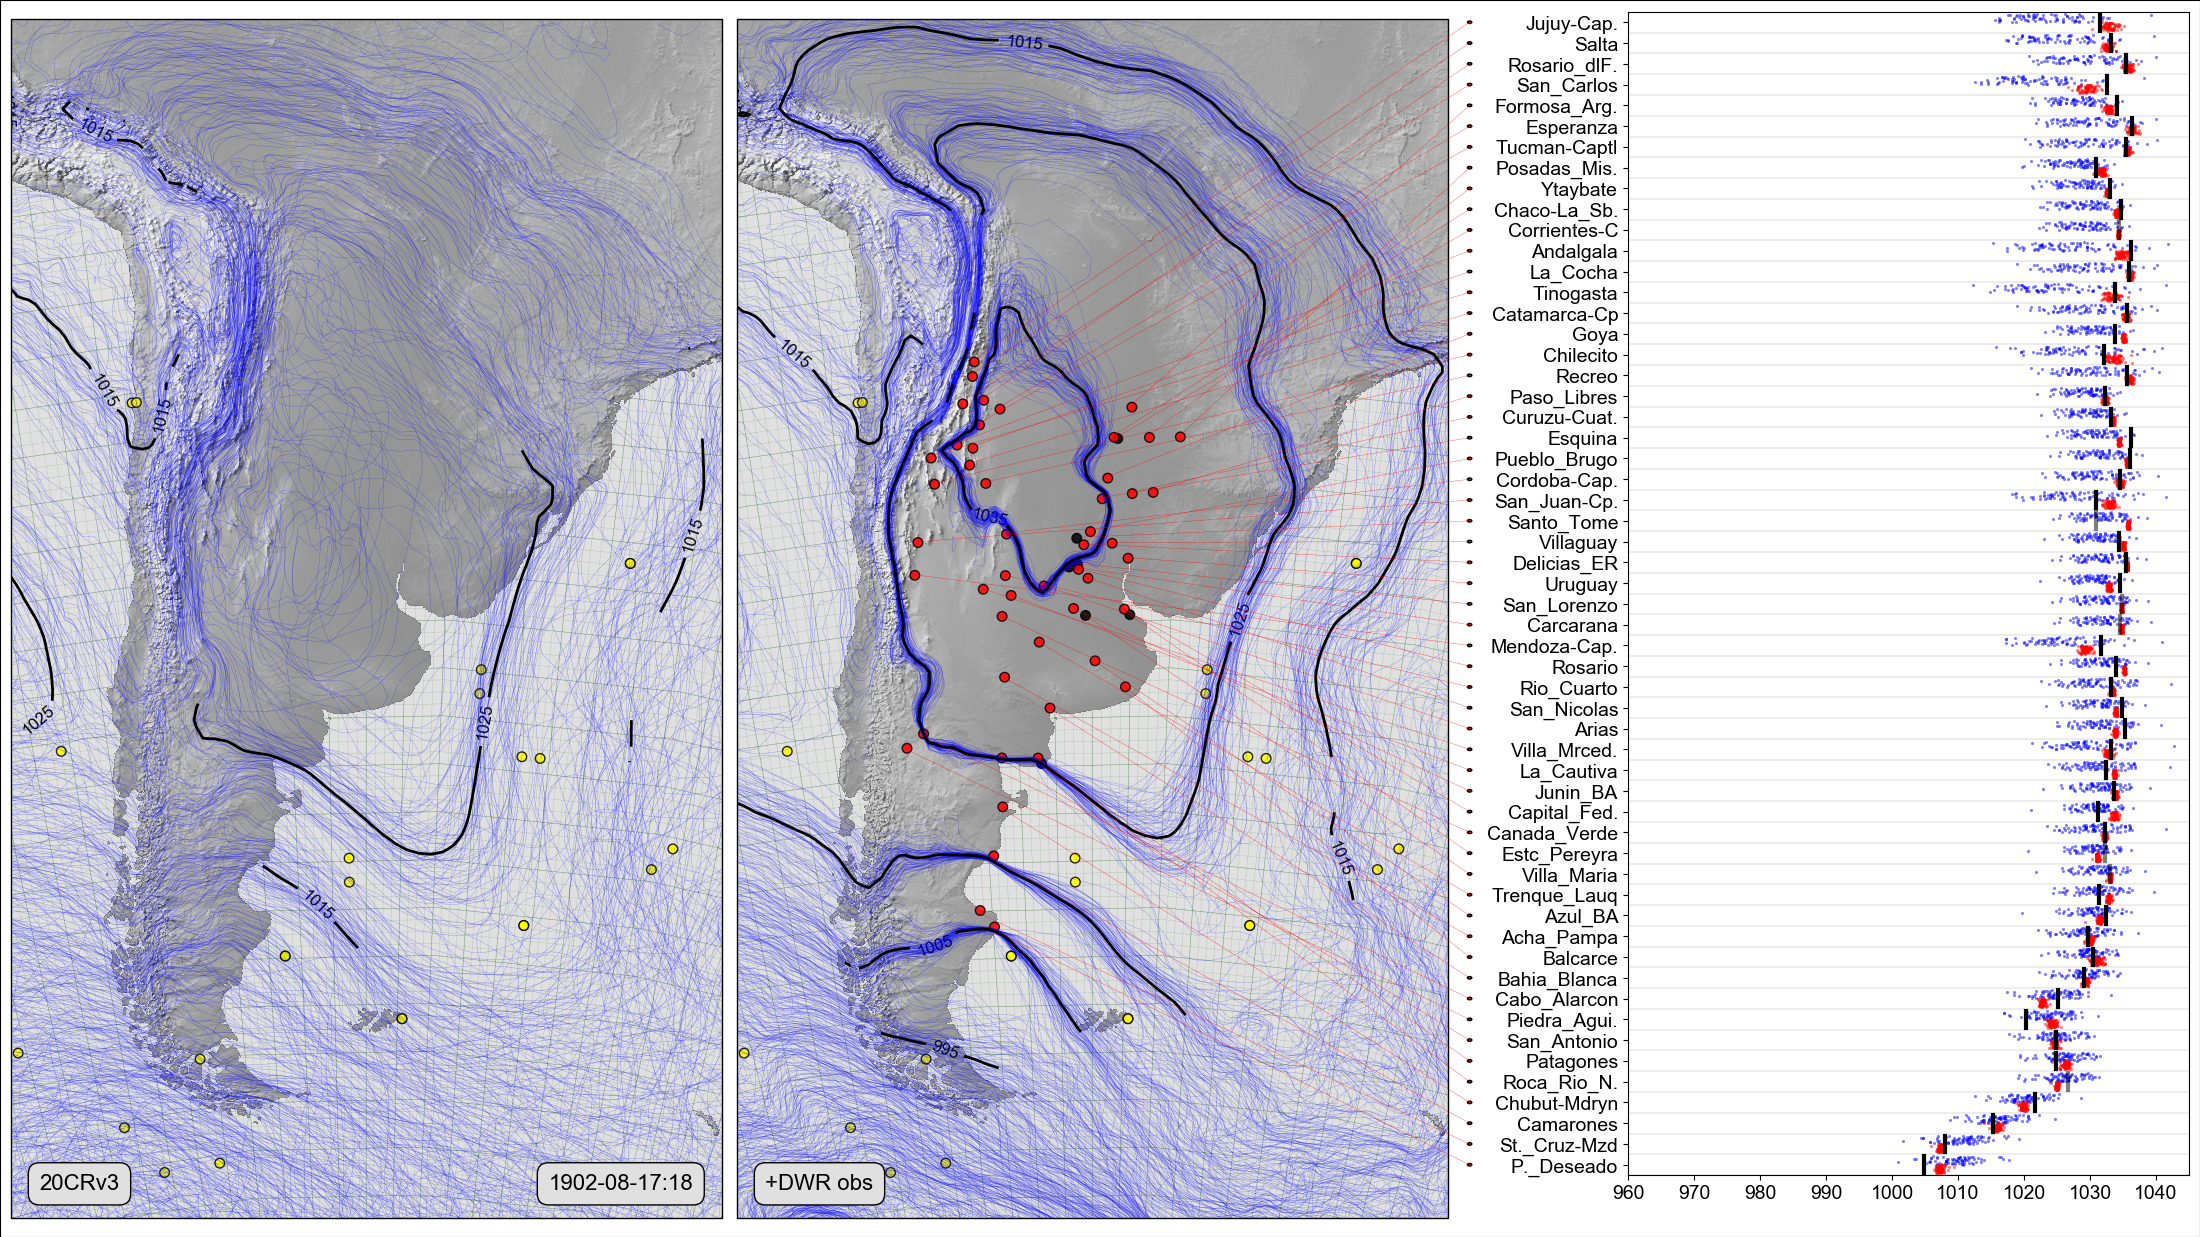 1015
1015
1015
1015
1025
1025
1015
20CRv3
1902-08-17:18
1015
1015
1035
1025
1015
1005
995
+DWR obs
Jujuy-Cap.
Salta
Rosario_dlF.
San_Carlos
Formosa_Arg.
Esperanza
Tucman-Captl
Posadas_Mis.
Ytaybate
Chaco-La_Sb.
Corrientes-C
Andalgala
La_Cocha
Tinogasta
Catamarca-Cp
Goya
Chilecito
Recreo
Paso_Libres
Curuzu-Cuat.
Esquina
Pueblo_Brugo
Cordoba-Cap.
San_Juan-Cp.
Santo_Tome
Villaguay
Delicias_ER
Uruguay
San_Lorenzo
Carcarana
Mendoza-Cap.
Rosario
Rio_Cuarto
San_Nicolas
Arias
Villa_Mrced.
La_Cautiva
Junin_BA
Capital_Fed.
Canada_Verde
Estc_Pereyra
Villa_Maria
Trenque_Lauq
Azul_BA
Acha_Pampa
Balcarce
Bahia_Blanca
Cabo_Alarcon
Piedra_Agui.
San_Antonio
Patagones
Roca_Rio_N.
Chubut-Mdryn
Camarones
St._Cruz-Mzd
P._Deseado
960 970 980 990 1000 1010 1020 1030 1040